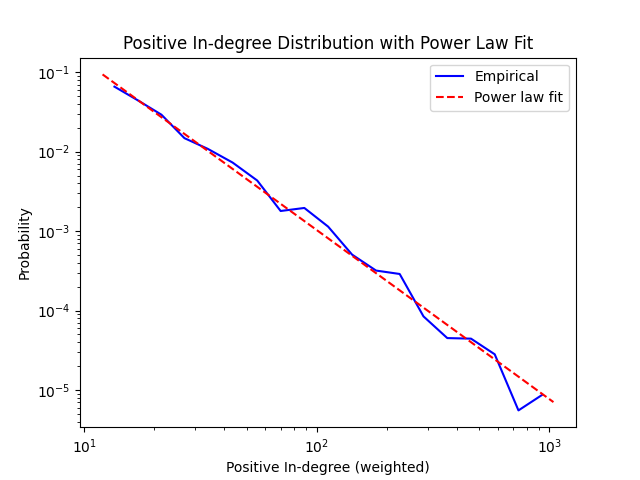 Positive In-degree Distribution with Power Law Fit
Empirical
Power law fit
10⁻¹
10⁻²
10⁻³
10⁻⁴
10⁻⁵
Probability
10¹ 10² 10³
Positive In-degree (weighted)